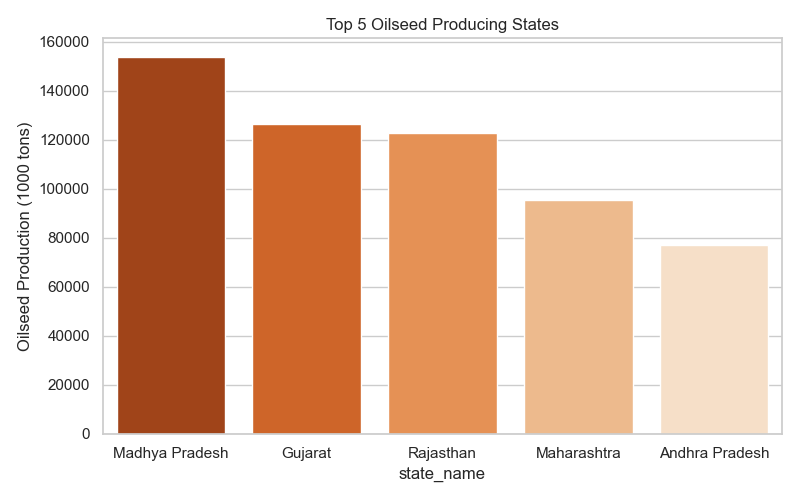 Top 5 Oilseed Producing States
Oilseed Production (1000 tons)
160000
140000
120000
100000
80000
60000
40000
20000
0
Madhya Pradesh Gujarat Rajasthan Maharashtra Andhra Pradesh
state_name